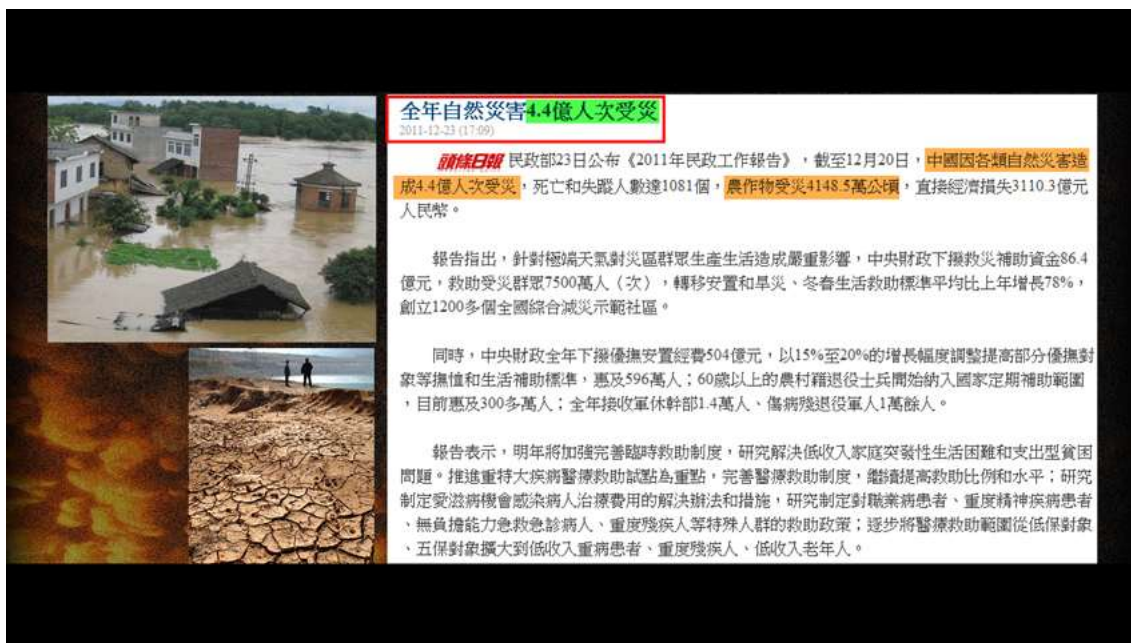 全年自然災害4.4億人次受災
2011-12-23 (17:09)
頭條日報 民政部23日公布《2011年民政工作報告》，截至12月20日，中國因各類自然災害造
成4.4億人次受災，死亡和失蹤人數達1081個，農作物受災4148.5萬公頃，直接經濟損失3110.3億元
人民幣。
報告指出，針對極端天氣對災區群眾生產生活造成嚴重影響，中央財政下撥救災補助資金86.4
億元，救助受災群眾7500萬人（次），轉移安置和旱災、冬春生活救助標準平均比上年增長78%，
創立1200多個全國綜合減災示範社區。
同時，中央財政全年下撥優撫安置經費504億元，以15%至20%的增長幅度調整提高部分優撫對
象等撫恤和生活補助標準，惠及596萬人；60歲以上的農村籍退役士兵開始納入國家定期補助範圍
，目前惠及300多萬人；全年接收軍休幹部1.4萬人、傷病殘退役軍人1萬餘人。
報告表示，明年將加強完善臨時救助制度，研究解決低收入家庭突發性生活困難和支出型貧困
問題。推進重特大疾病醫療救助試點為重點，完善醫療救助制度，繼續提高救助比例和水平；研究
制定愛滋病機會感染病人治療費用的解決辦法和措施，研究制定對職業病患者、重度精神疾病患者
、無負擔能力急救急診病人、重度殘疾人等特殊人群的救助政策；逐步將醫療救助範圍從低保對象
、五保對象擴大到低收入重病患者、重度殘疾人、低收入老年人。